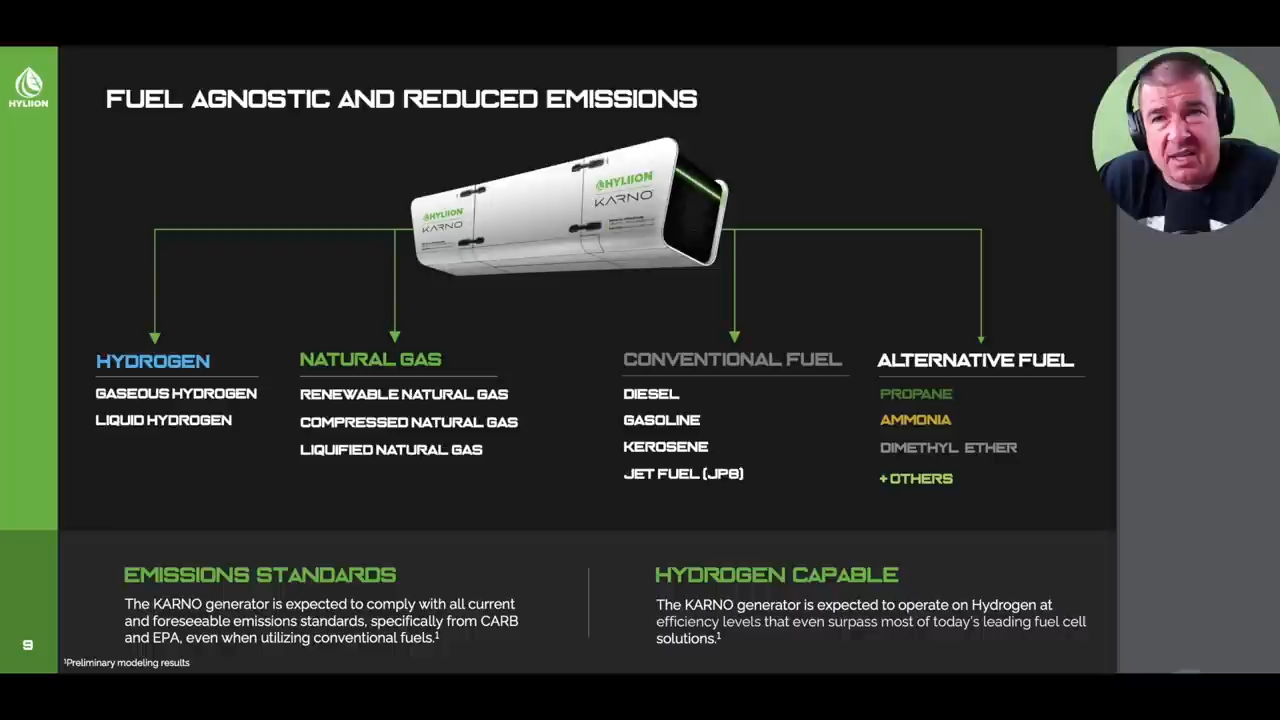 HYLIION
FUEL AGNOSTIC AND REDUCED EMISSIONS
HYLIION
KARNO
HYLIION
KARNO
HYDROGEN
GASEOUS HYDROGEN
LIQUID HYDROGEN
NATURAL GAS
RENEWABLE NATURAL GAS
COMPRESSED NATURAL GAS
LIQUIFIED NATURAL GAS
CONVENTIONAL FUEL
DIESEL
GASOLINE
KEROSENE
JET FUEL (JP8)
ALTERNATIVE FUEL
PROPANE
AMMONIA
DIMETHYL ETHER
+ OTHERS
EMISSIONS STANDARDS
The KARNO generator is expected to comply with all current
and foreseeable emissions standards, specifically from CARB
and EPA, even when utilizing conventional fuels.¹
HYDROGEN CAPABLE
The KARNO generator is expected to operate on Hydrogen at
efficiency levels that even surpass most of today's leading fuel cell
solutions.¹
9
¹Preliminary modeling results